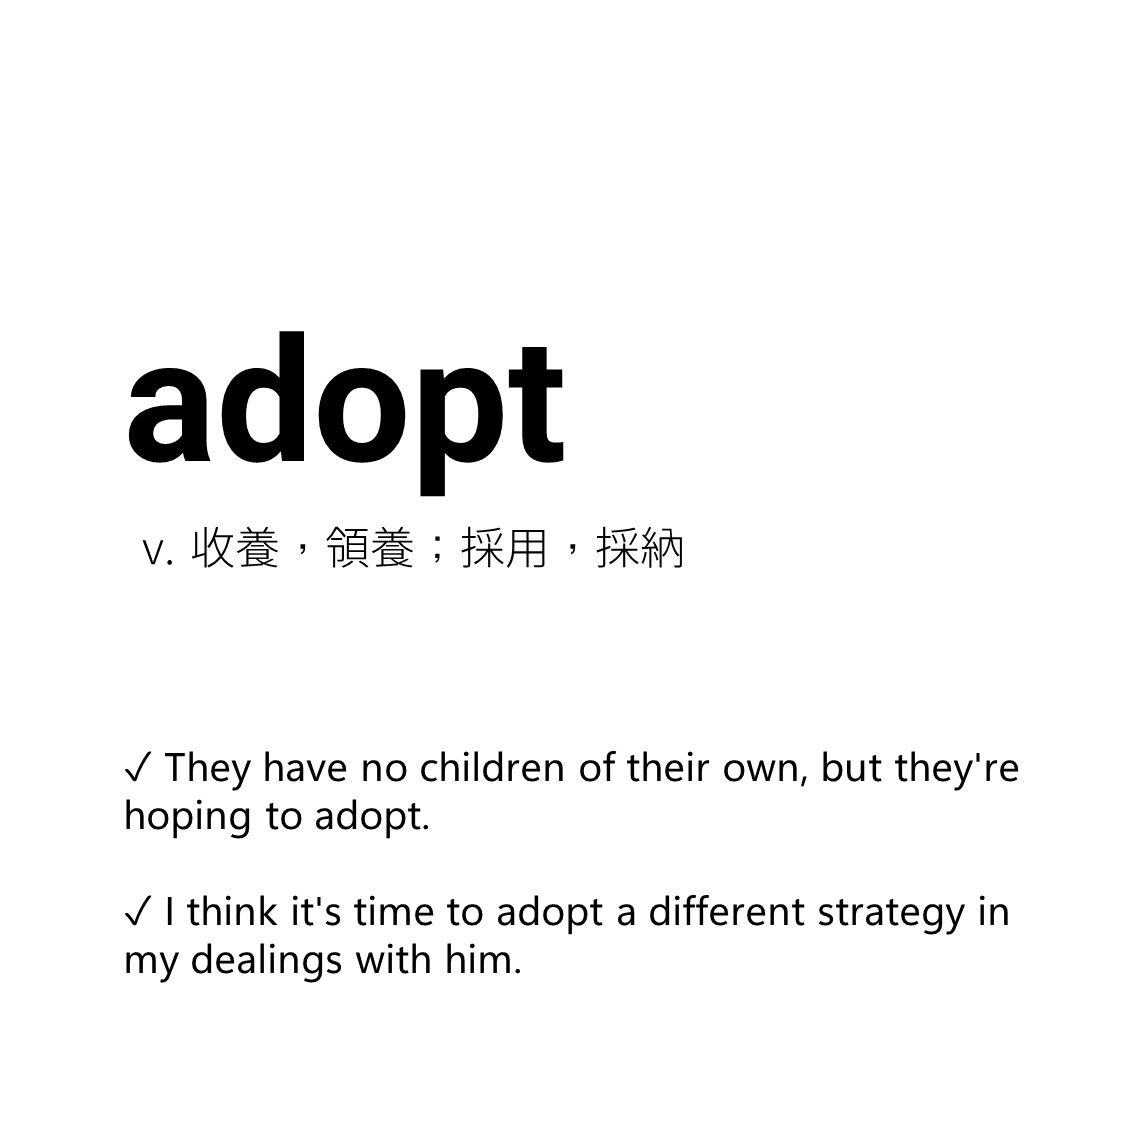 adopt
v. 收養，領養；採用，採納
✓ They have no children of their own, but they're
hoping to adopt.
✓ I think it's time to adopt a different strategy in
my dealings with him.